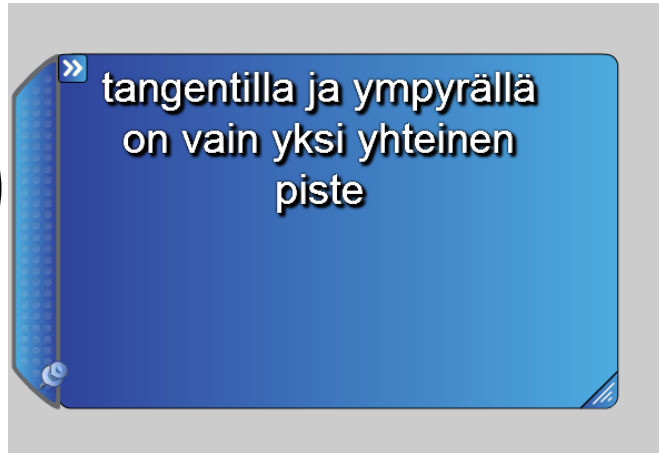 tangentilla ja ympyrällä
on vain yksi yhteinen
piste